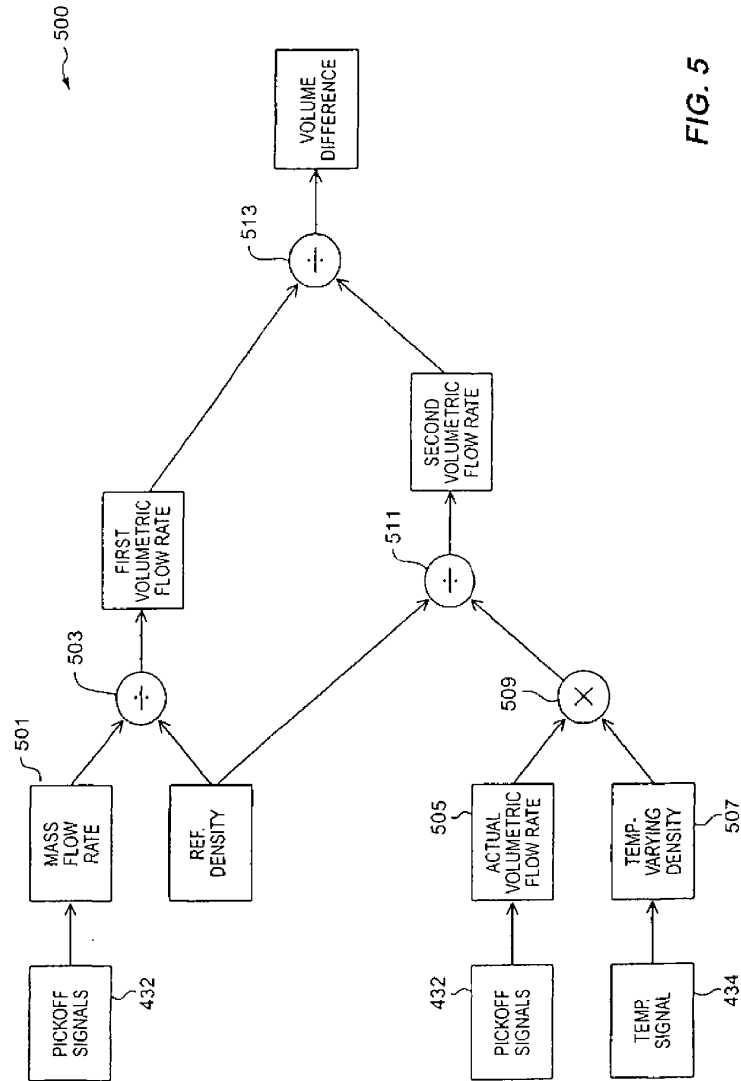 500
PICKOFF
SIGNALS
432
MASS
FLOW
RATE
501
REF.
DENSITY
÷
503
FIRST
VOLUMETRIC
FLOW RATE
PICKOFF
SIGNALS
432
ACTUAL
VOLUMETRIC
FLOW RATE
505
TEMP.
SIGNAL
434
TEMP-
VARYING
DENSITY
507
×
509
÷
511
SECOND
VOLUMETRIC
FLOW RATE
÷
513
VOLUME
DIFFERENCE
FIG. 5